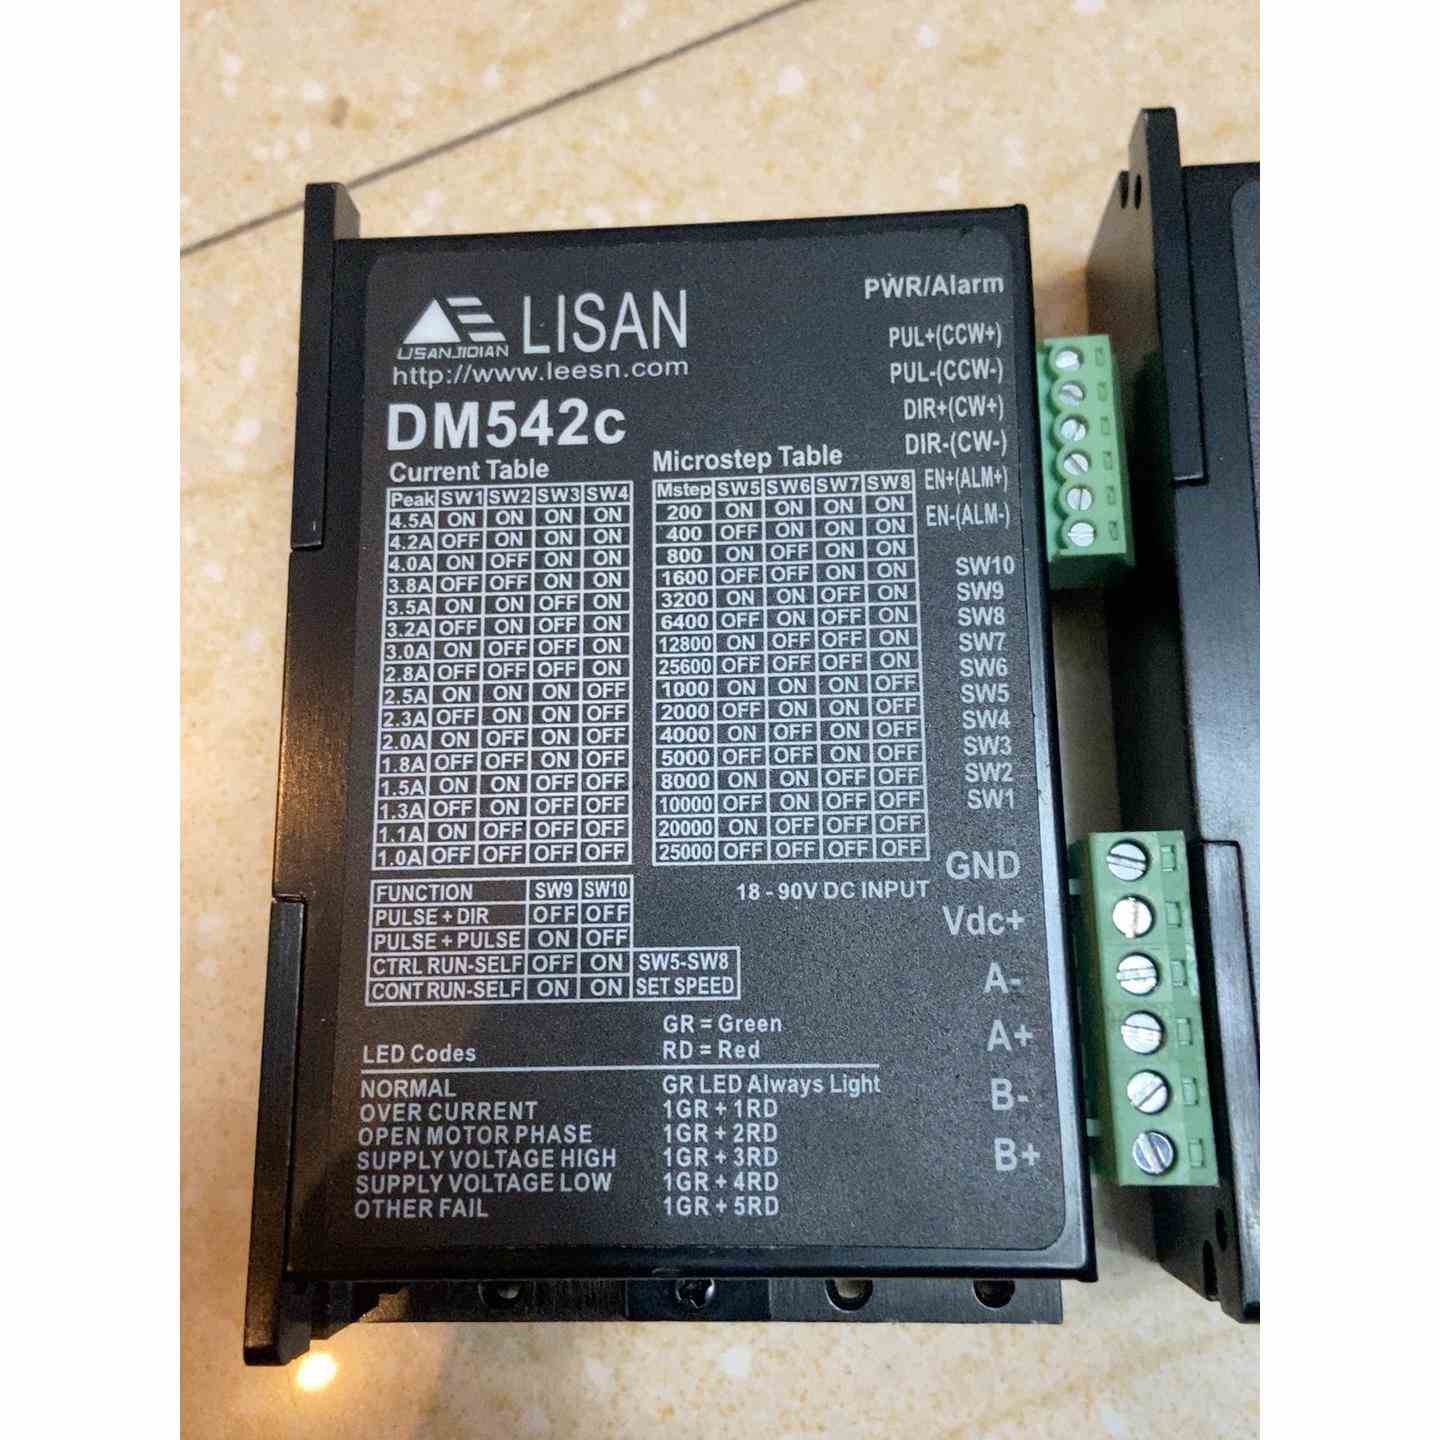 LISAN
LISANJIDIAN
http://www.leesn.com
DM542c
Current Table
Peak SW1 SW2 SW3 SW4
4.5A ON ON ON ON
4.2A OFF ON ON ON
4.0A ON OFF ON ON
3.8A OFF OFF ON ON
3.5A ON ON OFF ON
3.2A OFF ON OFF ON
3.0A ON OFF OFF ON
2.8A OFF OFF OFF ON
2.5A ON ON ON OFF
2.3A OFF ON ON OFF
2.0A ON OFF ON OFF
1.8A OFF OFF ON OFF
1.5A ON ON OFF OFF
1.3A OFF ON OFF OFF
1.1A ON OFF OFF OFF
1.0A OFF OFF OFF OFF
Microstep Table
Mstep SW5 SW6 SW7 SW8
200 ON ON ON ON
400 OFF ON ON ON
800 ON OFF ON ON
1600 OFF OFF ON ON
3200 ON ON OFF ON
6400 OFF ON OFF ON
12800 ON OFF OFF ON
25600 OFF OFF OFF ON
1000 ON ON ON OFF
2000 OFF ON ON OFF
4000 ON OFF ON OFF
5000 OFF OFF ON OFF
8000 ON ON OFF OFF
10000 OFF ON OFF OFF
20000 ON OFF OFF OFF
25000 OFF OFF OFF OFF
FUNCTION SW9 SW10
PULSE + DIR OFF OFF
PULSE + PULSE ON OFF
CTRL RUN-SELF OFF ON SW5-SW8
CONT RUN-SELF ON ON SET SPEED
18 - 90V DC INPUT
GR = Green
LED Codes RD = Red
NORMAL GR LED Always Light
OVER CURRENT 1GR + 1RD
OPEN MOTOR PHASE 1GR + 2RD
SUPPLY VOLTAGE HIGH 1GR + 3RD
SUPPLY VOLTAGE LOW 1GR + 4RD
OTHER FAIL 1GR + 5RD
PWR/Alarm
PUL+(CCW+)
PUL-(CCW-)
DIR+(CW+)
DIR-(CW-)
EN+(ALM+)
EN-(ALM-)
SW10
SW9
SW8
SW7
SW6
SW5
SW4
SW3
SW2
SW1
GND
Vdc+
A-
A+
B-
B+